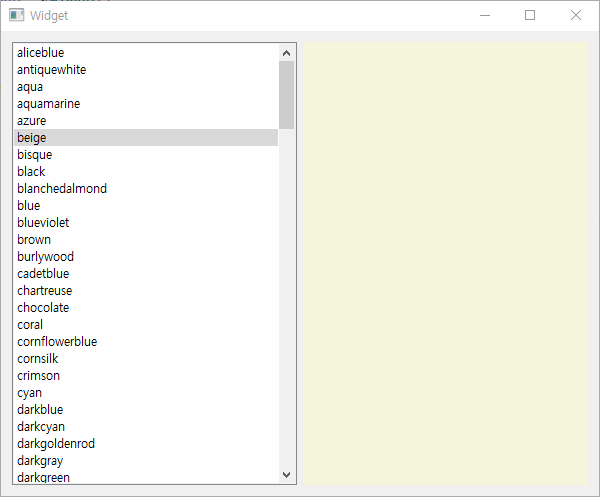 Widget
aliceblue
antiquewhite
aqua
aquamarine
azure
beige
bisque
black
blanchedalmond
blue
blueviolet
brown
burlywood
cadetblue
chartreuse
chocolate
coral
cornflowerblue
cornsilk
crimson
cyan
darkblue
darkcyan
darkgoldenrod
darkgray
darkgreen